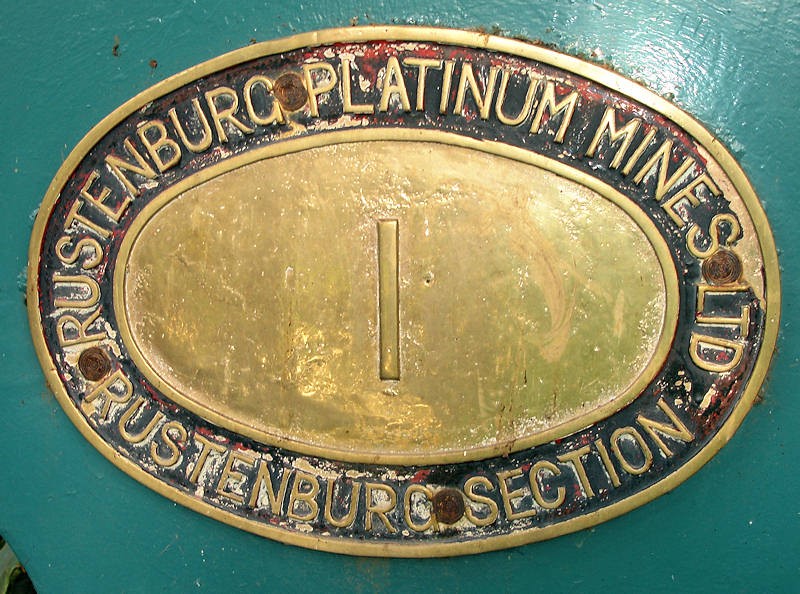 RUSTENBURG PLATINUM MINES LTD
1
RUSTENBURG SECTION